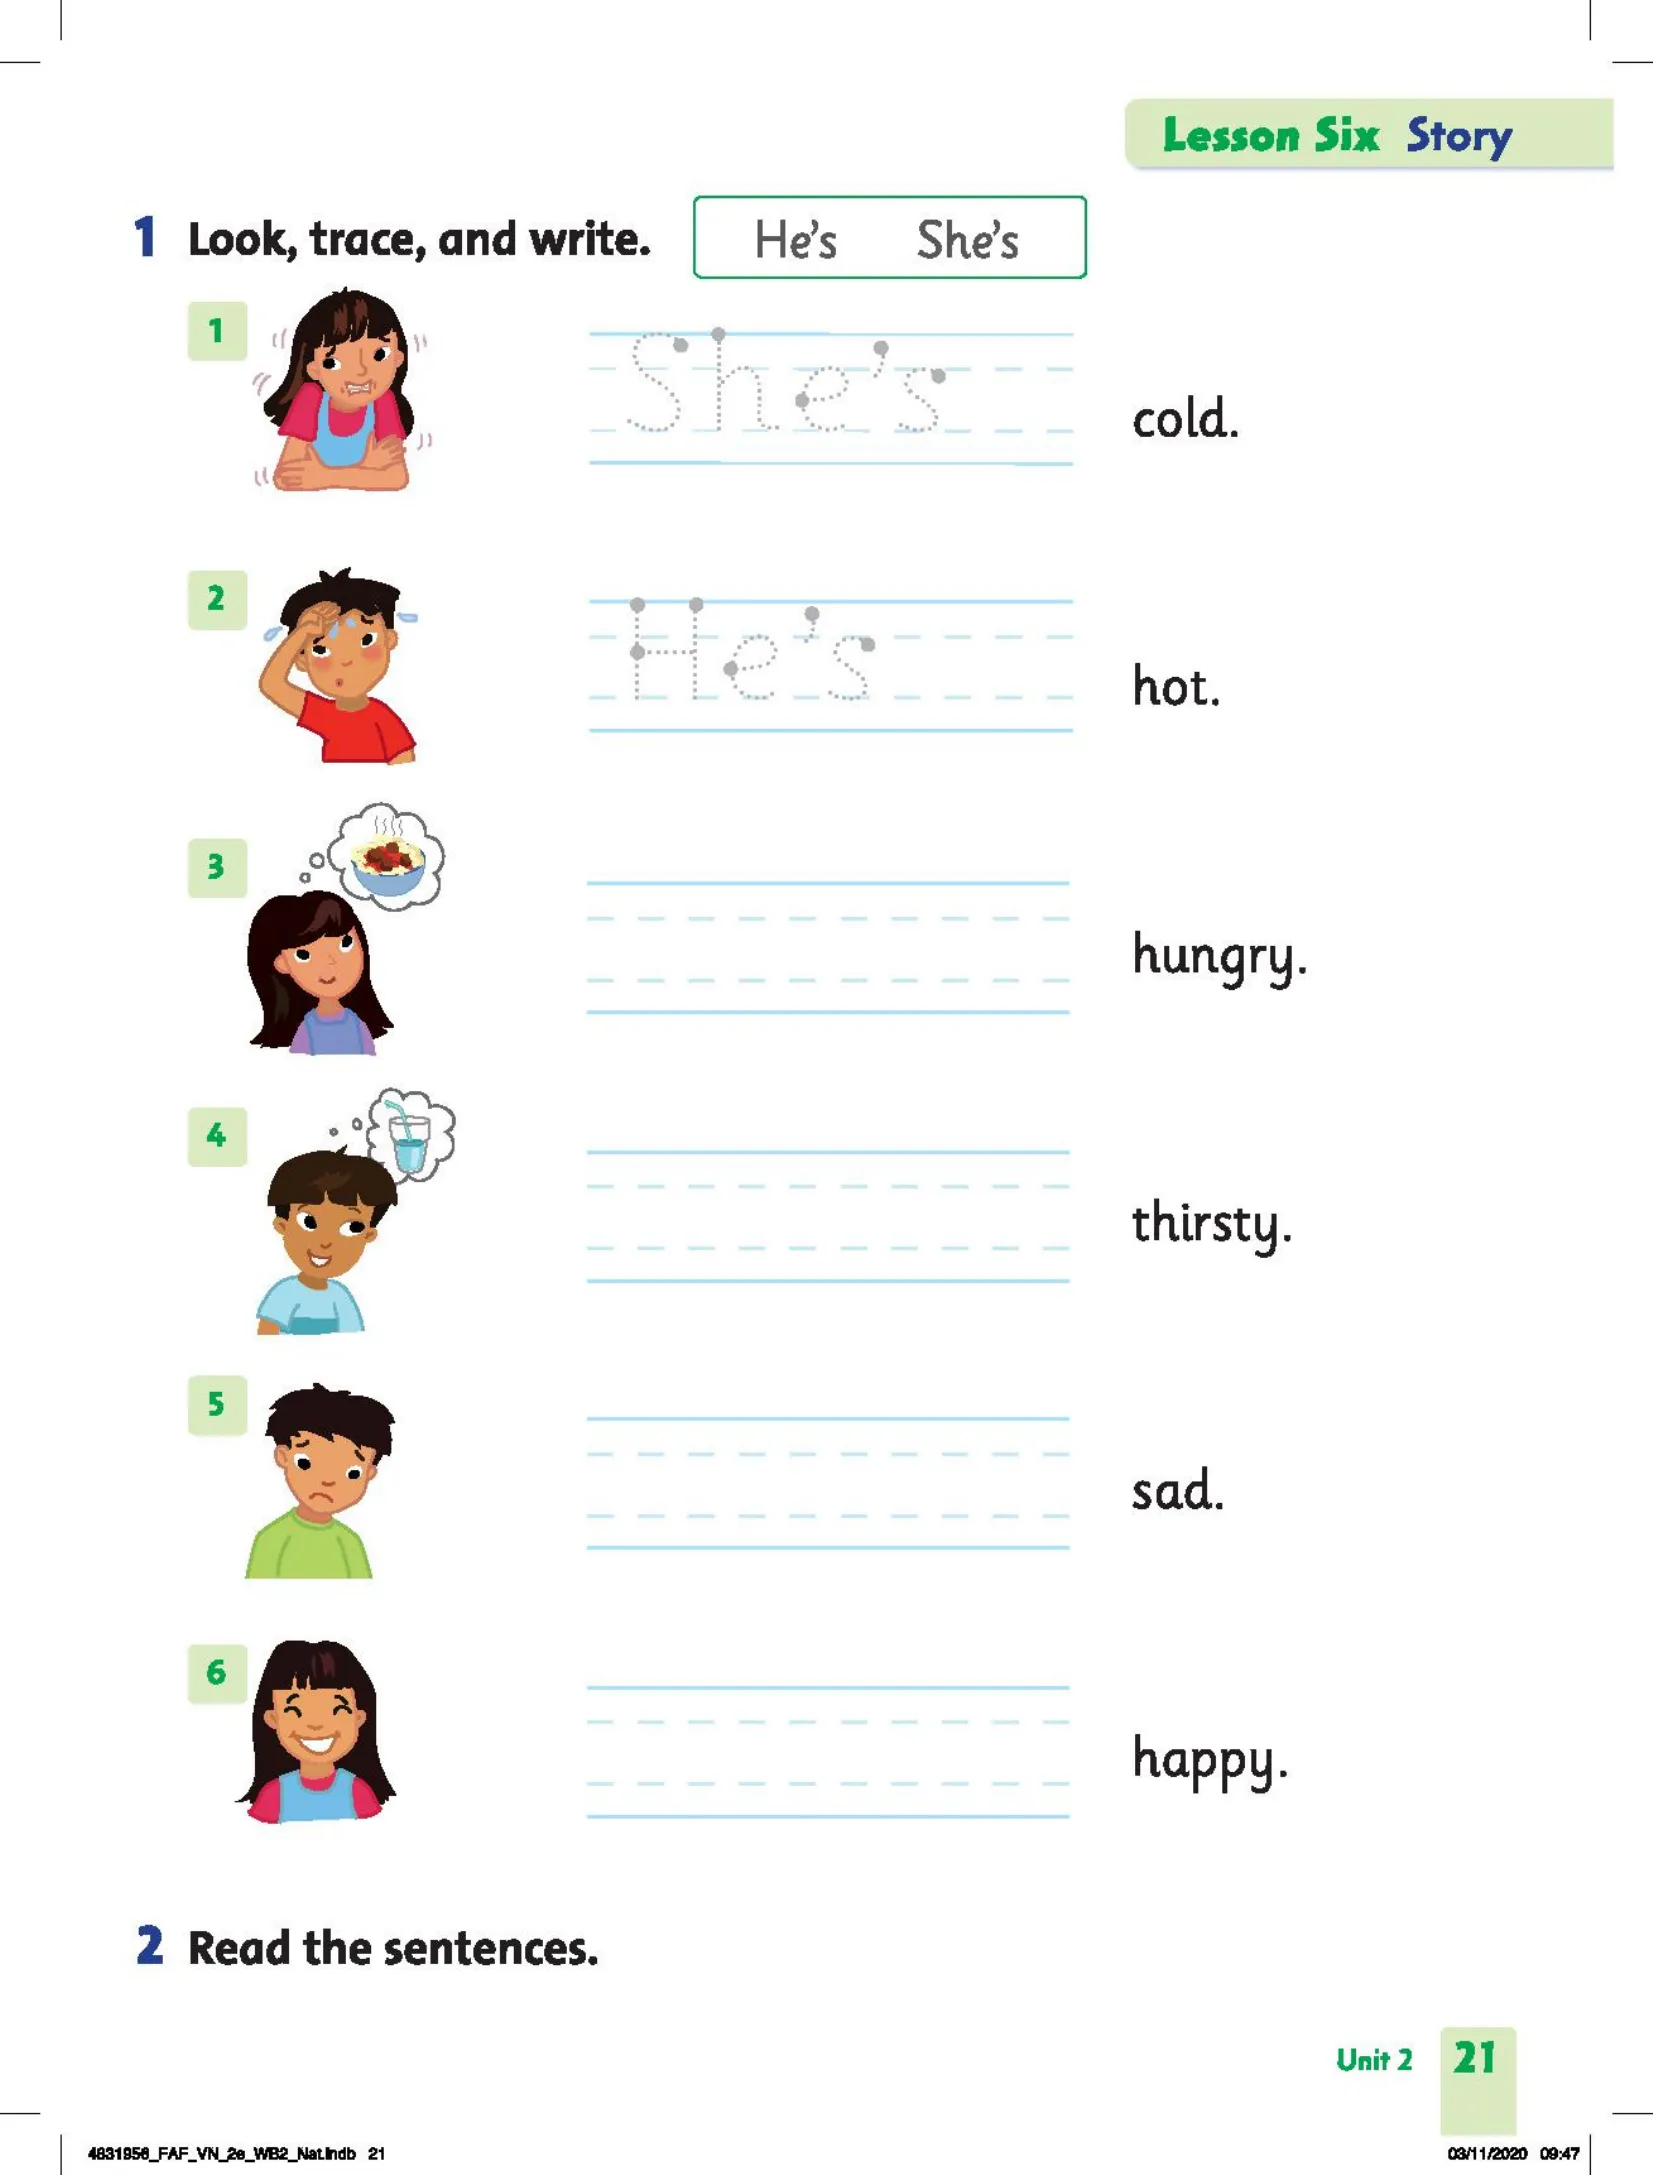 Lesson Six Story
1 Look, trace, and write. He's She's
1 She's cold.
2 He's hot.
3 hungry.
4 thirsty.
5 sad.
6 happy.
2 Read the sentences.
Unit 2 21
4831956_FAF_VN_2e_WB2_Nat.indb 21 03/11/2020 09:47